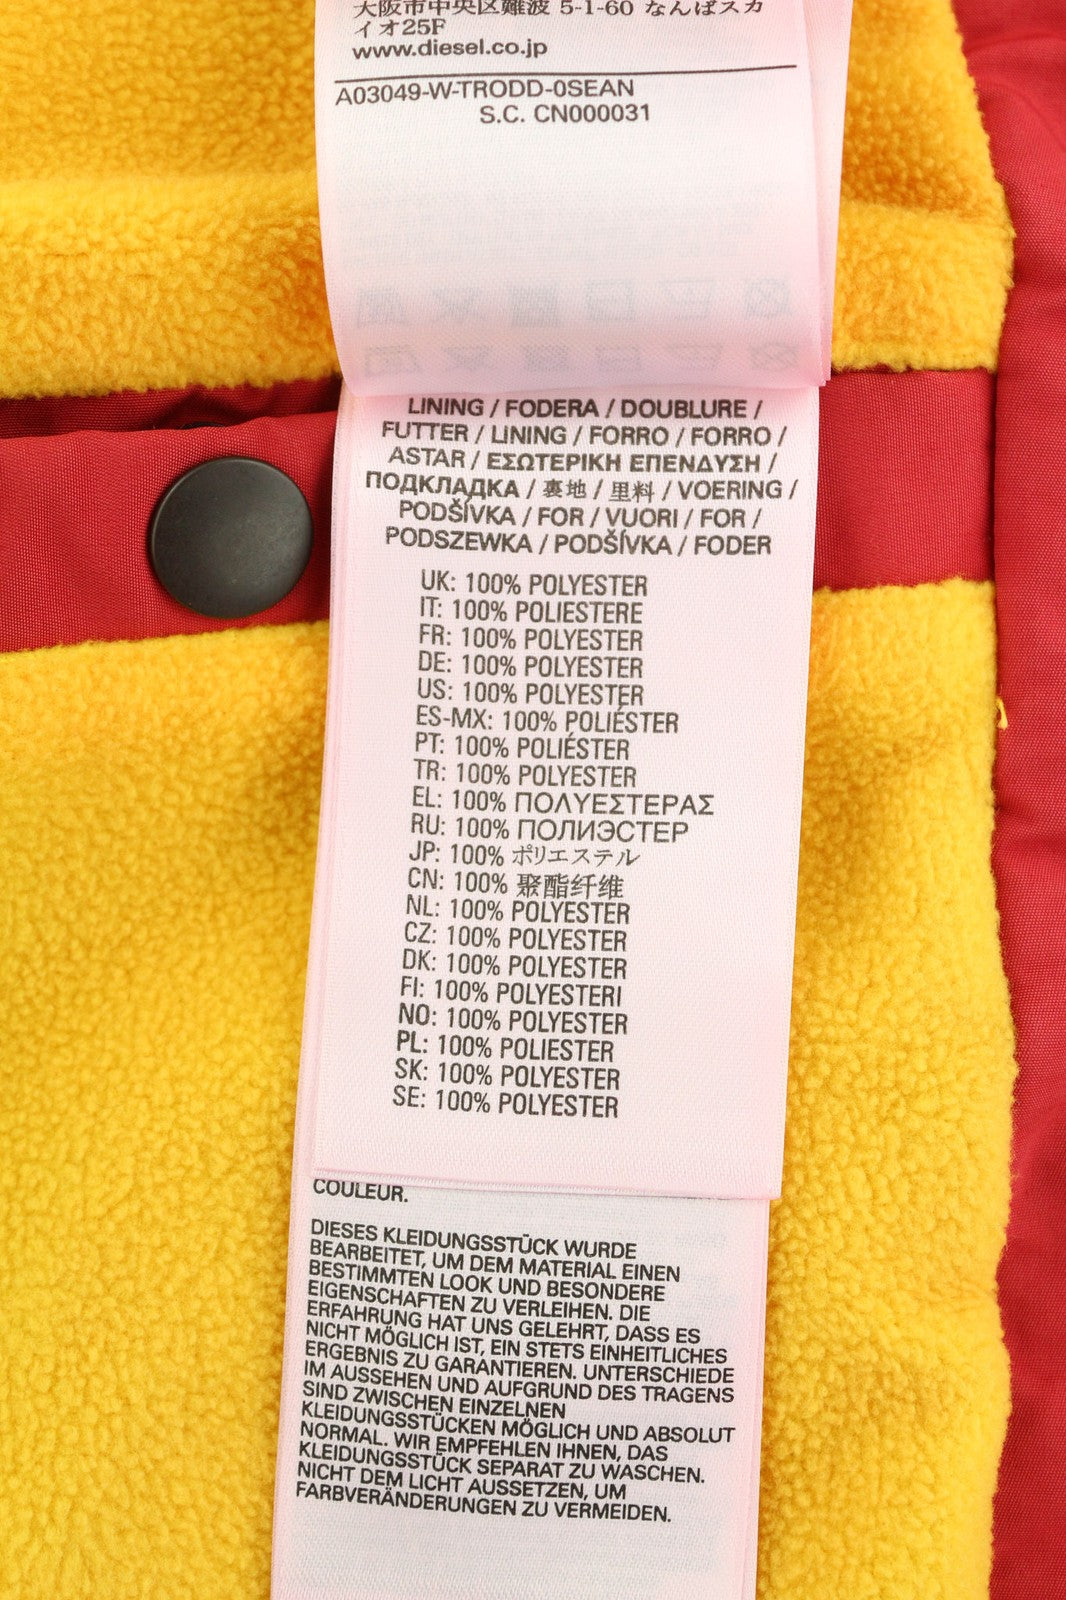 大阪市中央区難波 5-1-60 なんばスカ
イオ25F
www.diesel.co.jp
A03049-W-TRODD-0SEAN
S.C. CN000031
LINING / FODERA / DOUBLURE /
FUTTER / LINING / FORRO / FORRO /
ASTAR / ΕΣΩΤΕΡΙΚΗ ΕΠΕΝΔΥΣΗ /
ПОДКЛАДКА / 裏地 / 里料 / VOERING /
PODŠÍVKA / FOR / VUORI / FOR /
PODSZEWKA / PODŠÍVKA / FODER
UK: 100% POLYESTER
IT: 100% POLIESTERE
FR: 100% POLYESTER
DE: 100% POLYESTER
US: 100% POLYESTER
ES-MX: 100% POLIÉSTER
PT: 100% POLIÉSTER
TR: 100% POLYESTER
EL: 100% ΠΟΛΥΕΣΤΕΡΑΣ
RU: 100% ПОЛИЭСТЕР
JP: 100% ポリエステル
CN: 100% 聚酯纤维
NL: 100% POLYESTER
CZ: 100% POLYESTER
DK: 100% POLYESTER
FI: 100% POLYESTERI
NO: 100% POLYESTER
PL: 100% POLIESTER
SK: 100% POLYESTER
SE: 100% POLYESTER
COULEUR.
DIESES KLEIDUNGSSTÜCK WURDE
BEARBEITET, UM DEM MATERIAL EINEN
BESTIMMTEN LOOK UND BESONDERE
EIGENSCHAFTEN ZU VERLEIHEN. DIE
ERFAHRUNG HAT UNS GELEHRT, DASS ES
NICHT MÖGLICH IST, EIN STETS EINHEITLICHES
ERGEBNIS ZU GARANTIEREN. UNTERSCHIEDE
IM AUSSEHEN UND AUFGRUND DES TRAGENS
SIND ZWISCHEN EINZELNEN
KLEIDUNGSSTÜCKEN MÖGLICH UND ABSOLUT
NORMAL. WIR EMPFEHLEN IHNEN, DAS
KLEIDUNGSSTÜCK SEPARAT ZU WASCHEN.
NICHT DEM LICHT AUSSETZEN, UM
FARBVERÄNDERUNGEN ZU VERMEIDEN.